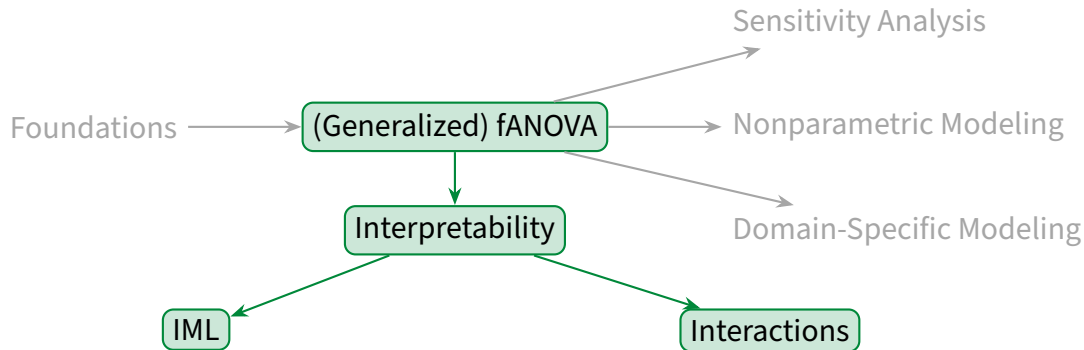 Sensitivity Analysis
Foundations
(Generalized) fANOVA
Nonparametric Modeling
Interpretability
Domain-Specific Modeling
IML
Interactions